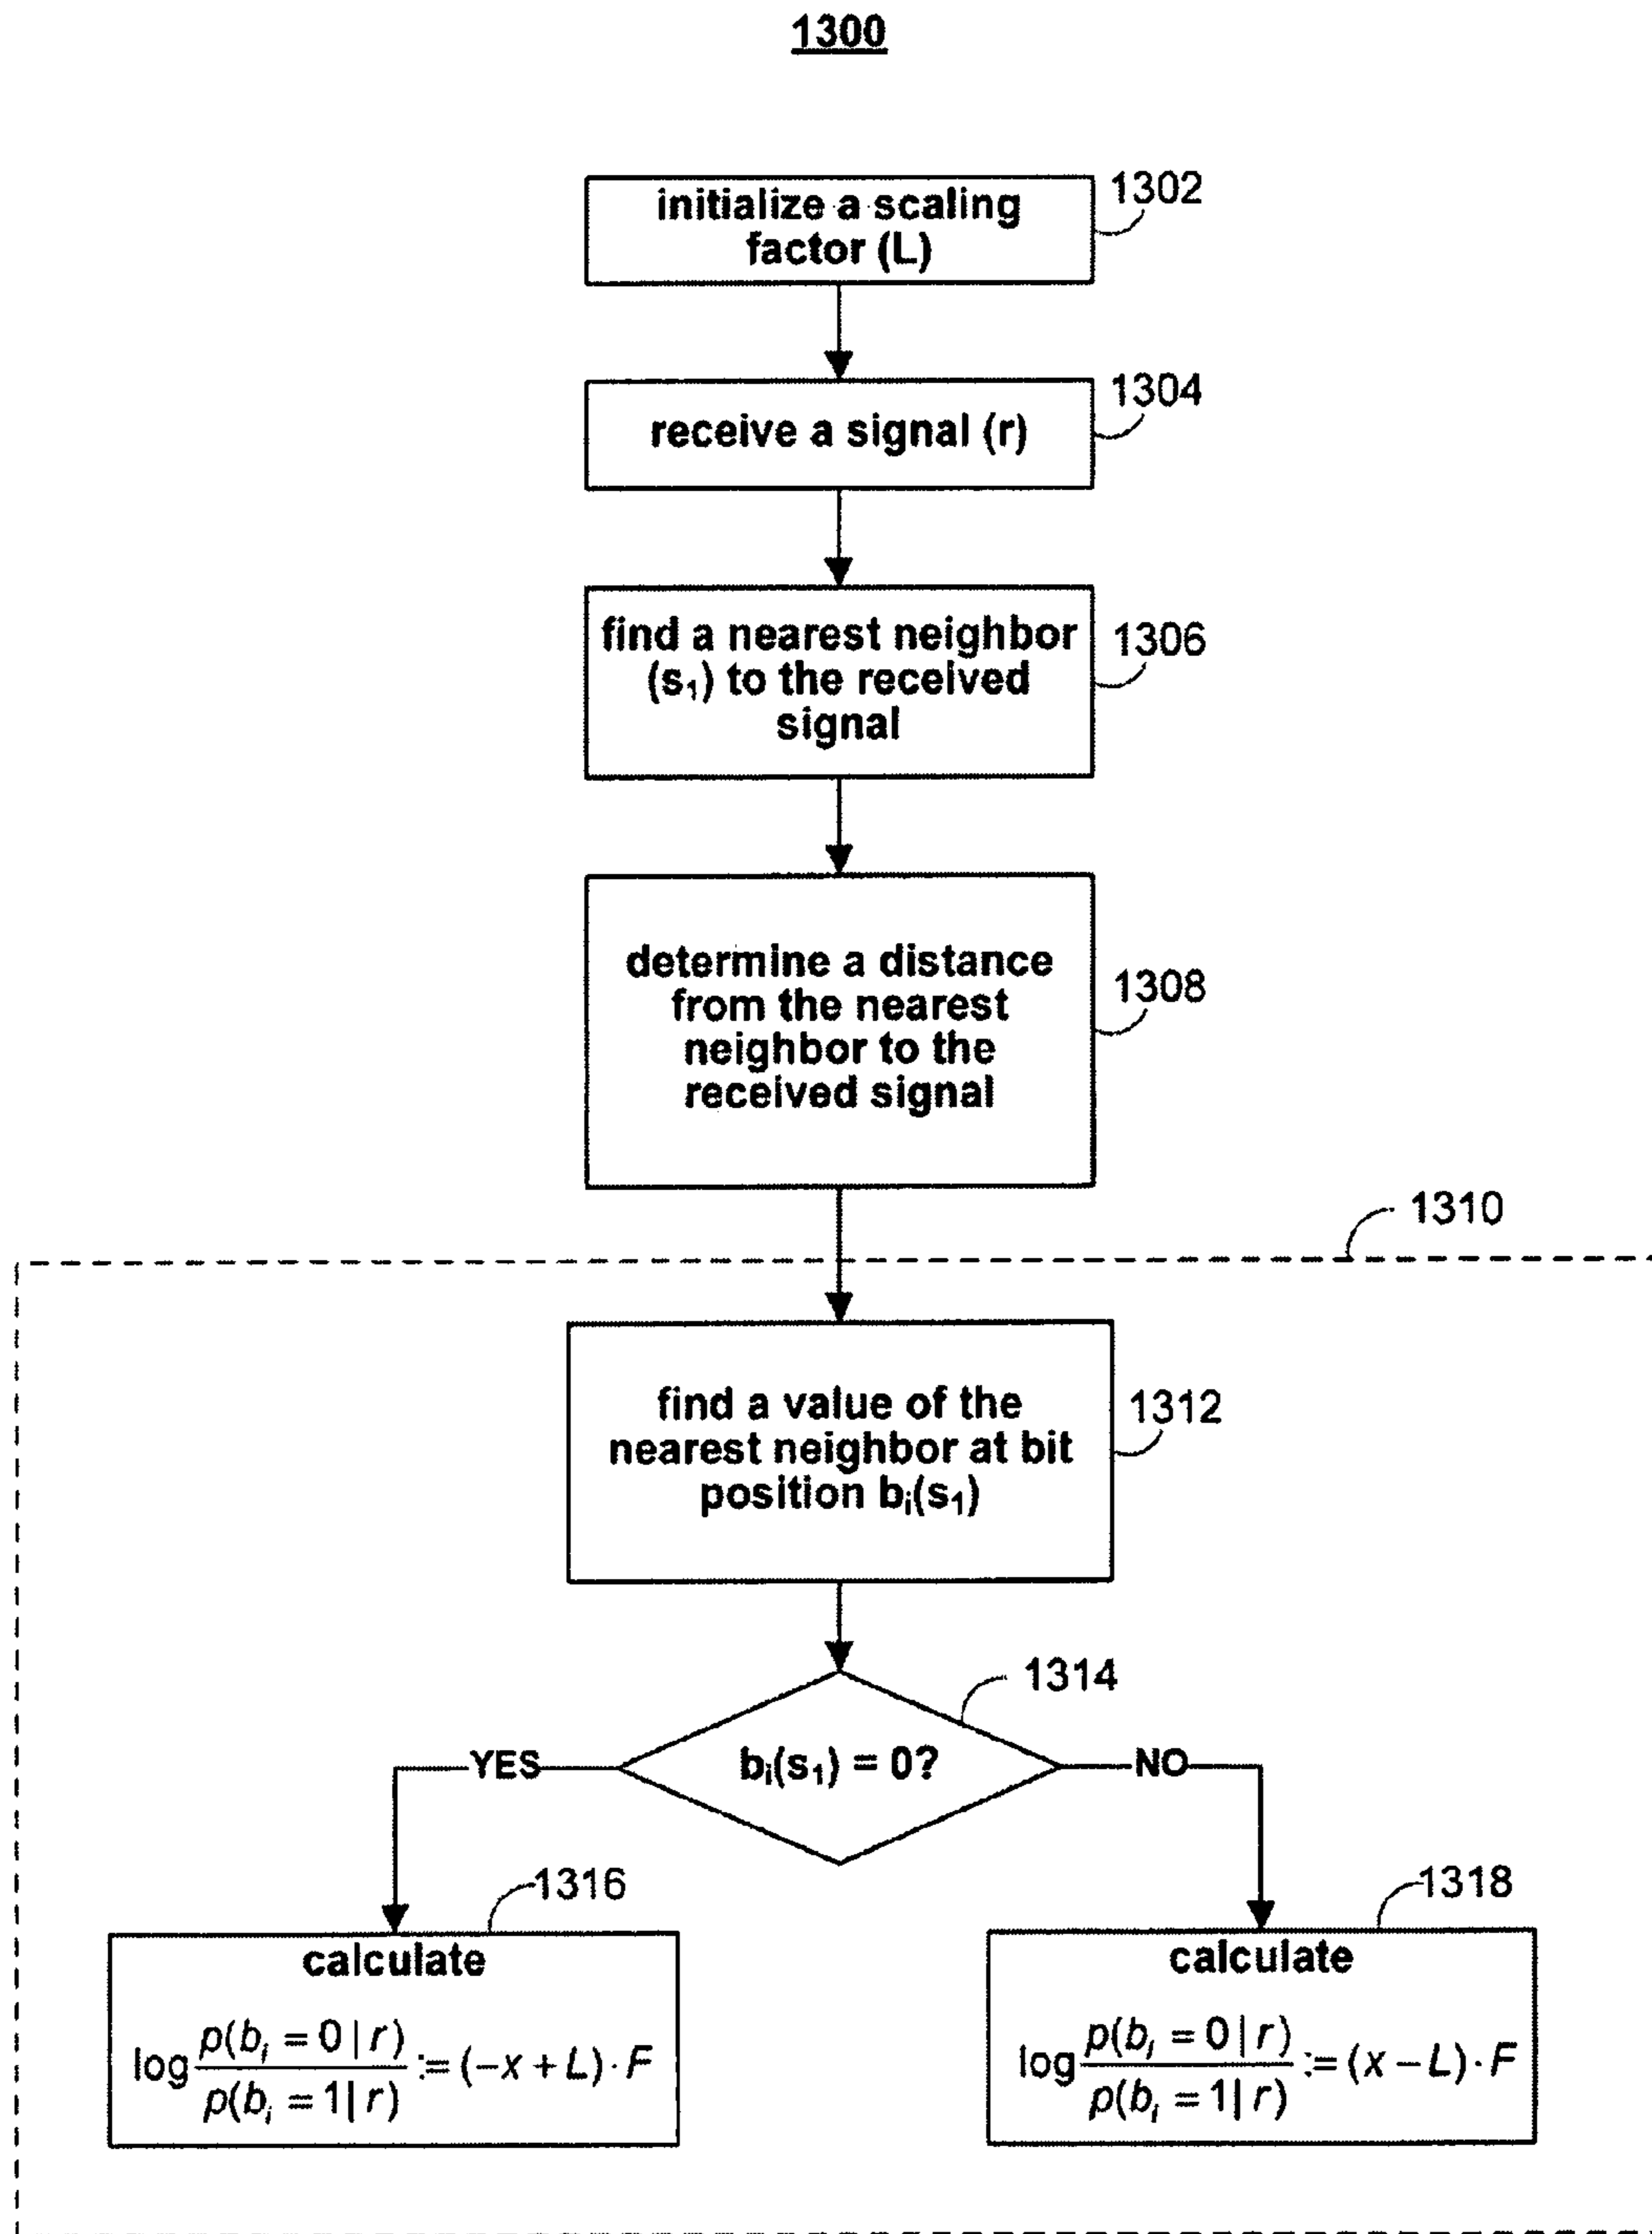 1300
initialize a scaling
factor (L)
1302
receive a signal (r)
1304
find a nearest neighbor
(s₁) to the received
signal
1306
determine a distance
from the nearest
neighbor to the
received signal
1308
1310
find a value of the
nearest neighbor at bit
position bᵢ(s₁)
1312
1314
bᵢ(s₁) = 0?
YES
NO
1316
calculate
log p(bᵢ = 0 | r) / p(bᵢ = 1 | r) := (-x + L) · F
1318
calculate
log p(bᵢ = 0 | r) / p(bᵢ = 1 | r) := (x - L) · F